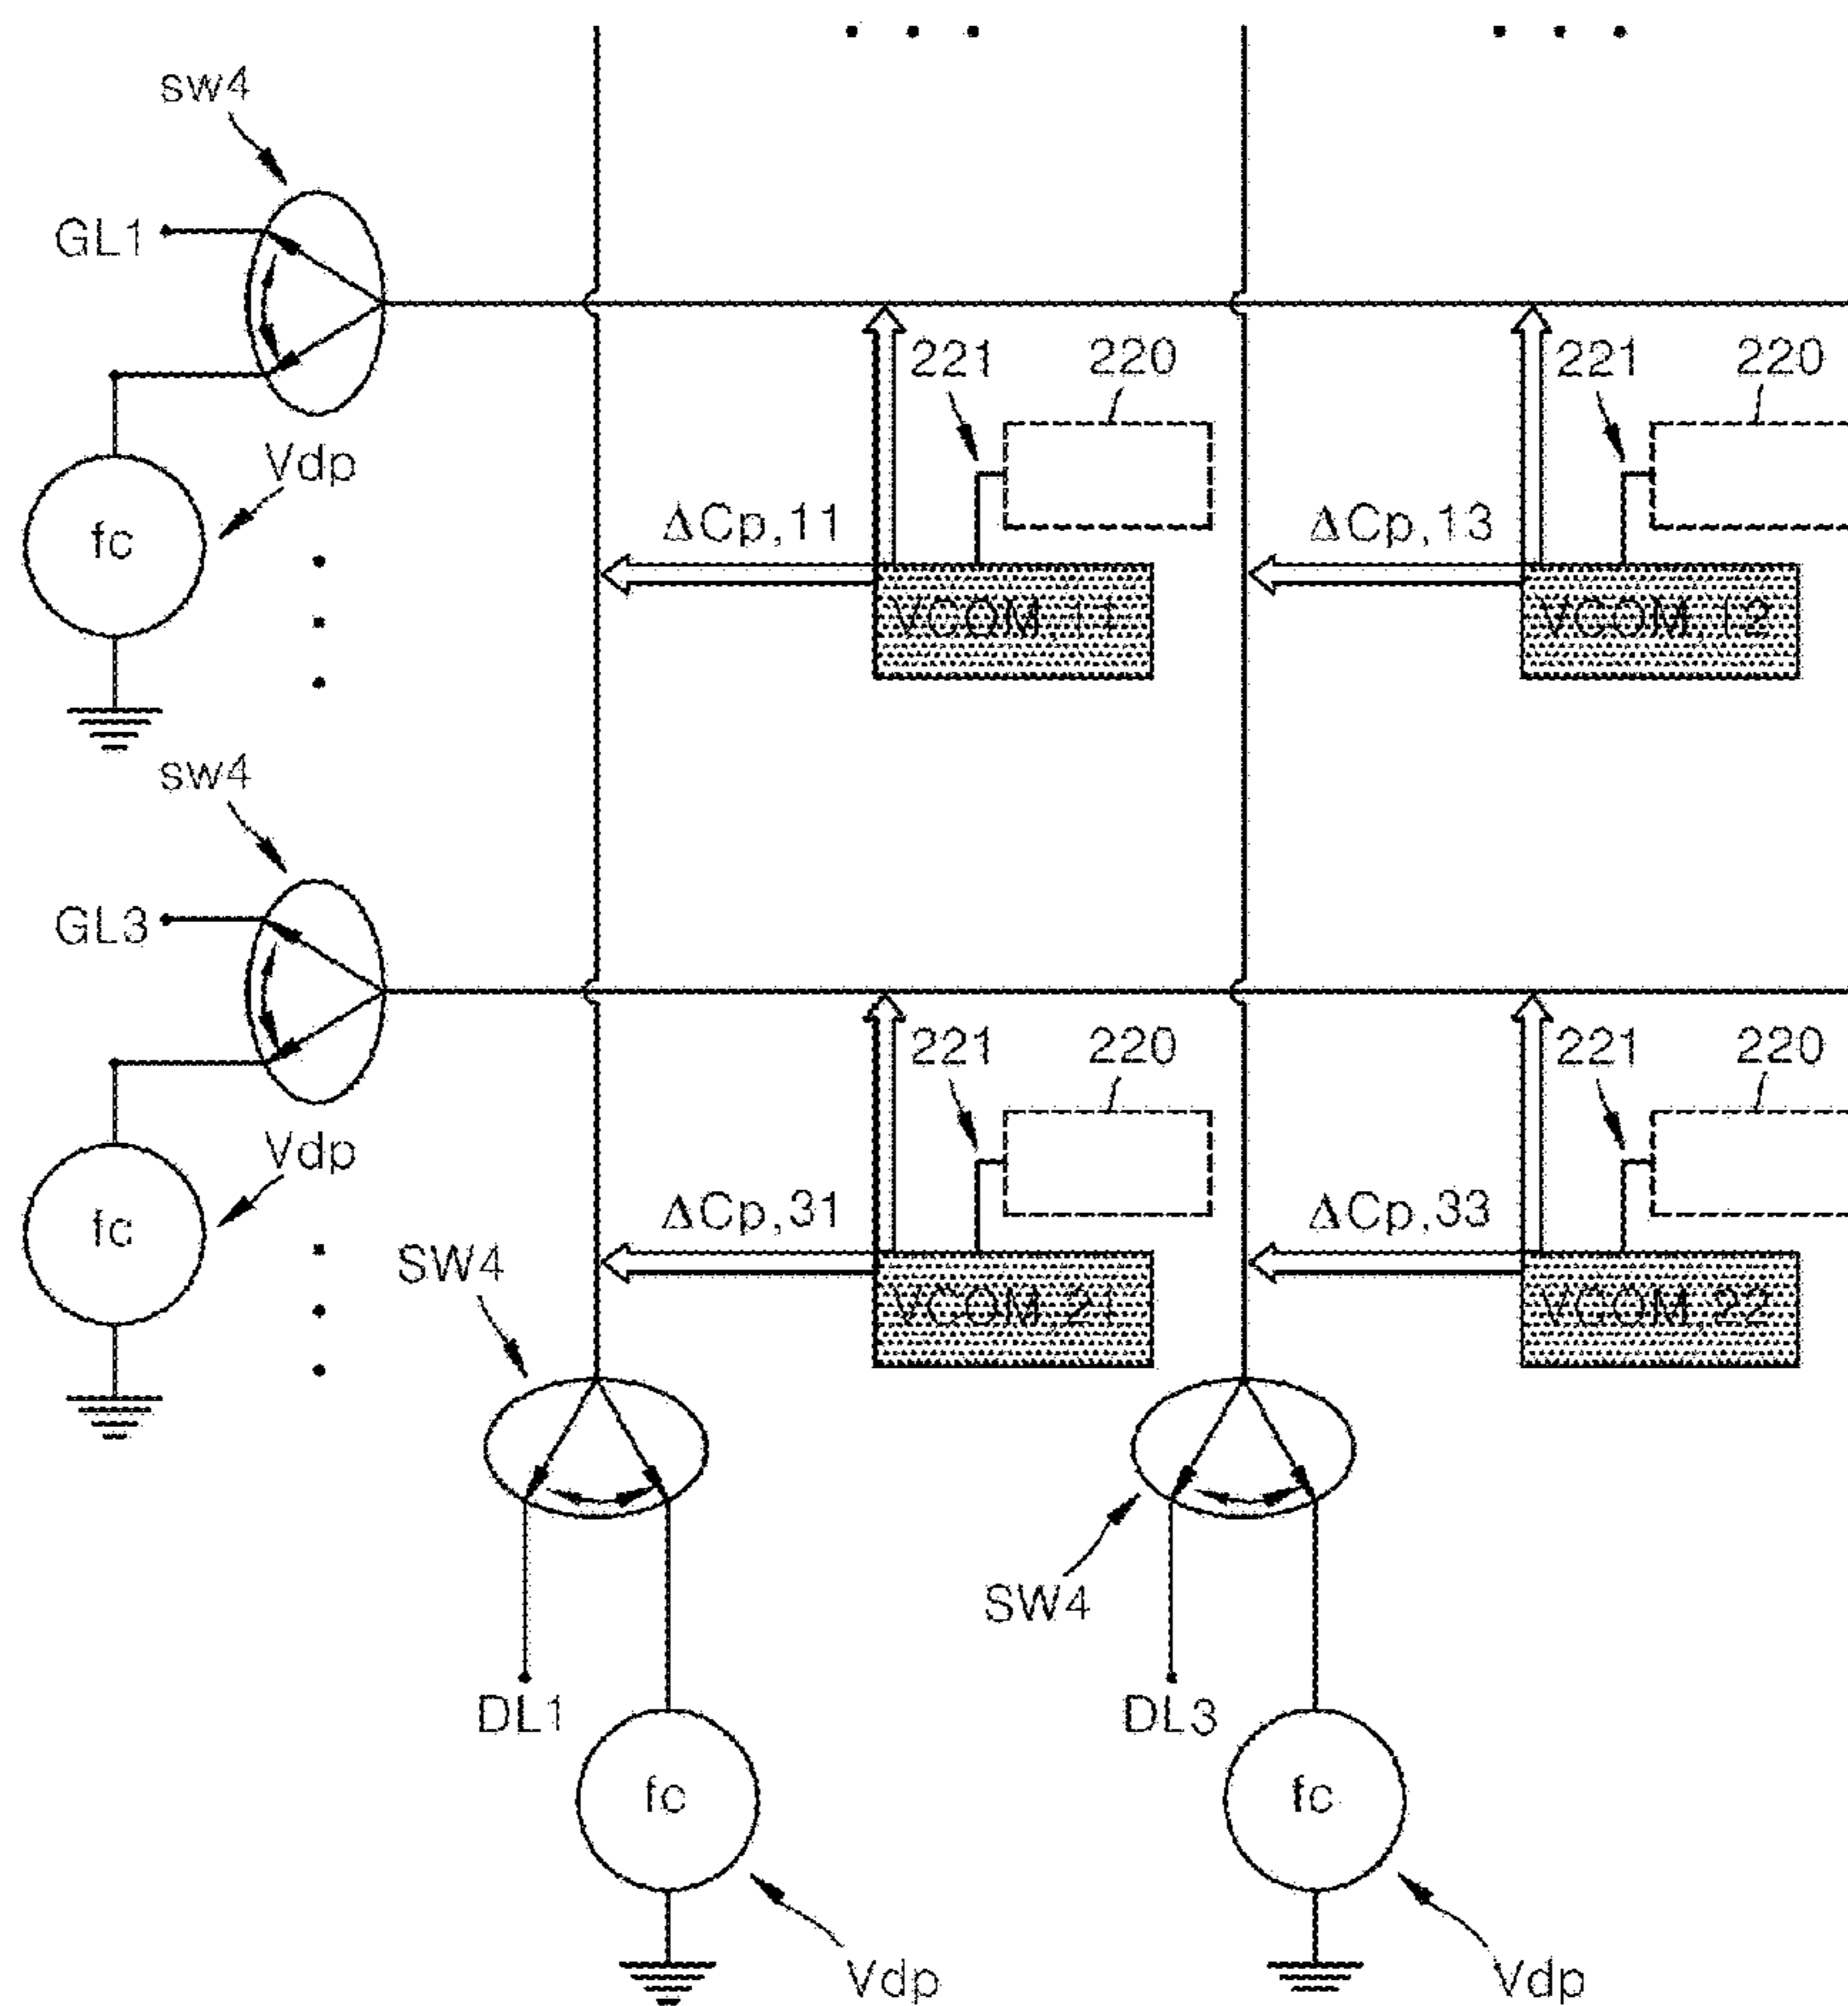 sw4
GL1
221 220 221 220
Vdp
fc
ΔCp,11 ΔCp,13
VCOM,11 VCOM,12
sw4
GL3
221 220 221 220
Vdp
fc
ΔCp,31 ΔCp,33
SW4
VCOM,21 VCOM,22
SW4
DL1 DL3
fc fc
Vdp Vdp